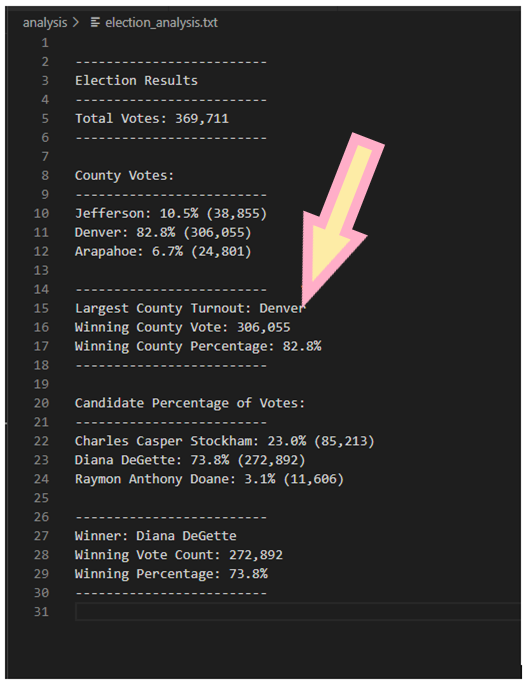 analysis > election_analysis.txt
1
2 -------------------------
3 Election Results
4 -------------------------
5 Total Votes: 369,711
6 -------------------------
7
8 County Votes:
9 -------------------------
10 Jefferson: 10.5% (38,855)
11 Denver: 82.8% (306,055)
12 Arapahoe: 6.7% (24,801)
13
14 -------------------------
15 Largest County Turnout: Denver
16 Winning County Vote: 306,055
17 Winning County Percentage: 82.8%
18 -------------------------
19
20 Candidate Percentage of Votes:
21 -------------------------
22 Charles Casper Stockham: 23.0% (85,213)
23 Diana DeGette: 73.8% (272,892)
24 Raymon Anthony Doane: 3.1% (11,606)
25
26 -------------------------
27 Winner: Diana DeGette
28 Winning Vote Count: 272,892
29 Winning Percentage: 73.8%
30 -------------------------
31